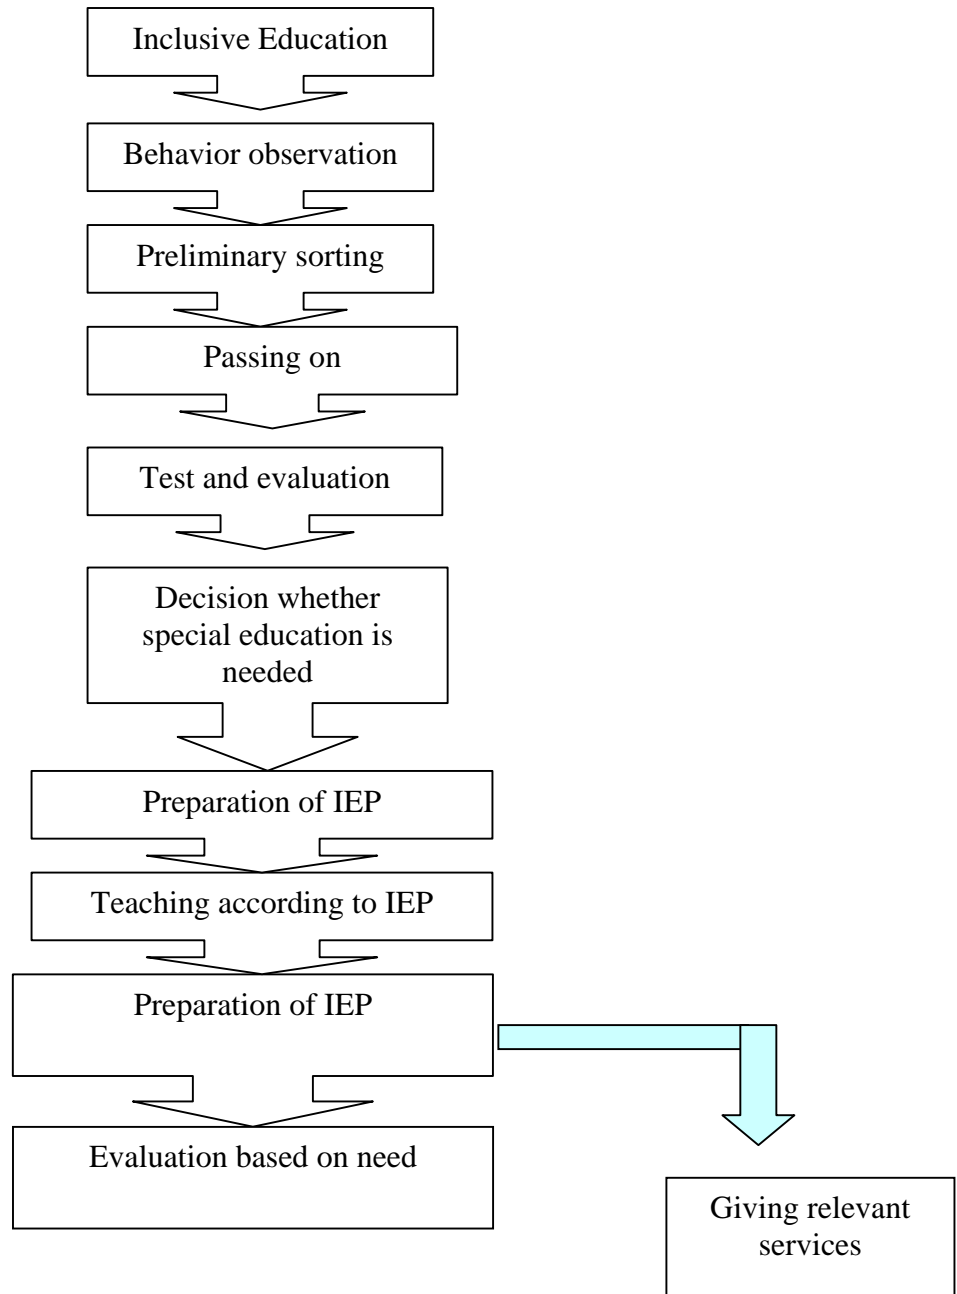 Inclusive Education
Behavior observation
Preliminary sorting
Passing on
Test and evaluation
Decision whether
special education is
needed
Preparation of IEP
Teaching according to IEP
Preparation of IEP
Evaluation based on need
Giving relevant
services